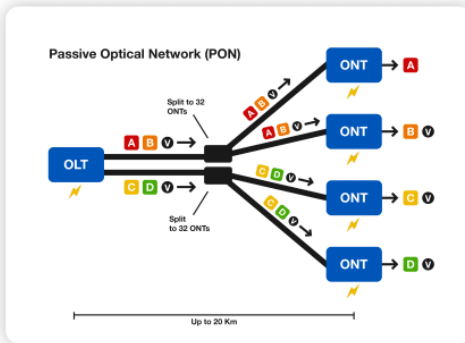 Passive Optical Network (PON)
ONT
A
Split to 32
ONTs
A B V
A B V
A B V
ONT
B V
OLT
C D V
C D V
ONT
C V
Split
to 32 ONTs
C D V
ONT
D V
Up to 20 Km